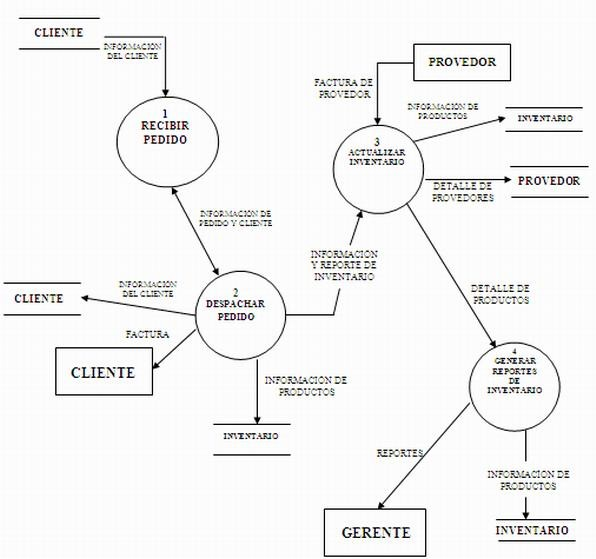 CLIENTE
INFORMACION
DEL CLIENTE
1
RECIBIR
PEDIDO
INFORMACION DE
PEDIDO Y CLIENTE
CLIENTE
INFORMACION
DEL CLIENTE
2
DESPACHAR
PEDIDO
FACTURA
CLIENTE
INFORMACION DE
PRODUCTOS
INVENTARIO
INFORMACION
Y REPORTE DE
INVENTARIO
PROVEDOR
FACTURA DE
PROVEDOR
3
ACTUALIZAR
INVENTARIO
INFORMACION DE
PRODUCTOS
INVENTARIO
DETALLE DE
PROVEDORES
PROVEDOR
DETALLE DE
PRODUCTOS
4
GENERAR
REPORTES
DE
INVENTARIO
REPORTES
GERENTE
INFORMACION DE
PRODUCTOS
INVENTARIO